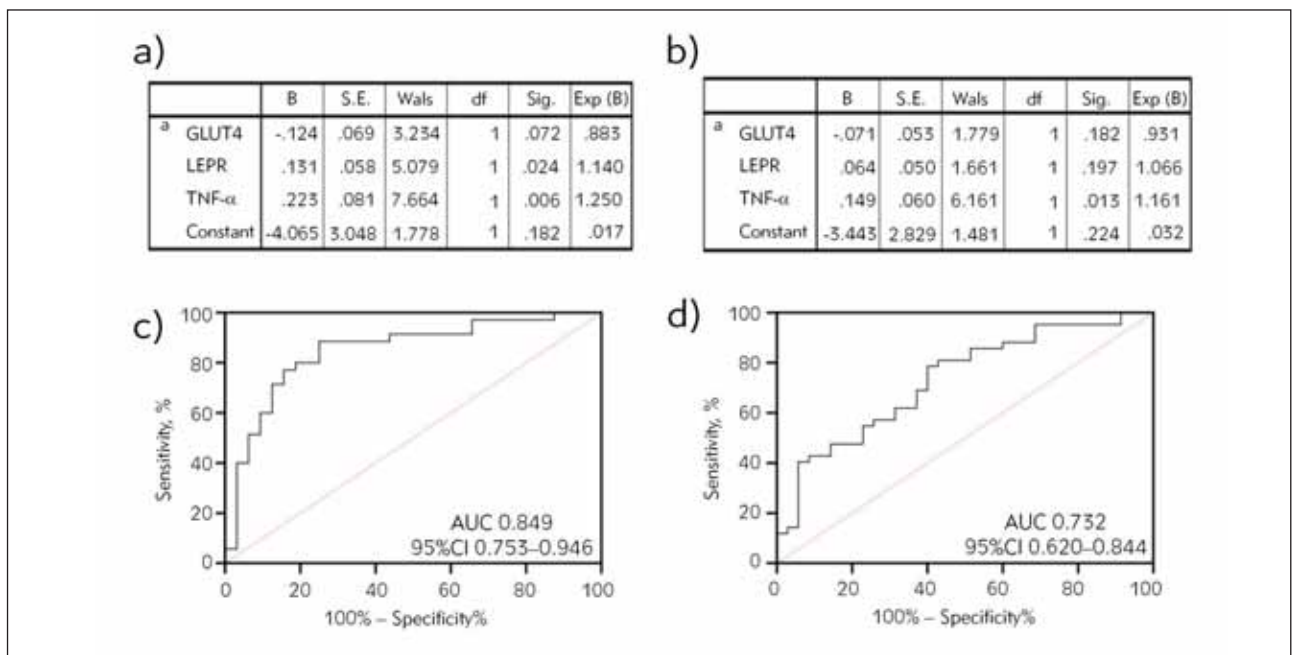 a)
B S.E. Wals df Sig. Exp (B)
a GLUT4 -.124 .069 3.234 1 .072 .883
LEPR .131 .058 5.079 1 .024 1.140
TNF-α .223 .081 7.664 1 .006 1.250
Constant -4.065 3.048 1.778 1 .182 .017
b)
B S.E. Wals df Sig. Exp (B)
a GLUT4 -.071 .053 1.779 1 .182 .931
LEPR .064 .050 1.661 1 .197 1.066
TNF-α .149 .060 6.161 1 .013 1.161
Constant -3.443 2.829 1.481 1 .224 .032
c)
Sensitivity, %
100
80
60
40
20
0
AUC 0.849
95%CI 0.753–0.946
0 20 40 60 80 100
100% – Specificity%
d)
Sensitivity, %
100
80
60
40
20
0
AUC 0.732
95%CI 0.620–0.844
0 20 40 60 80 100
100% – Specificity%